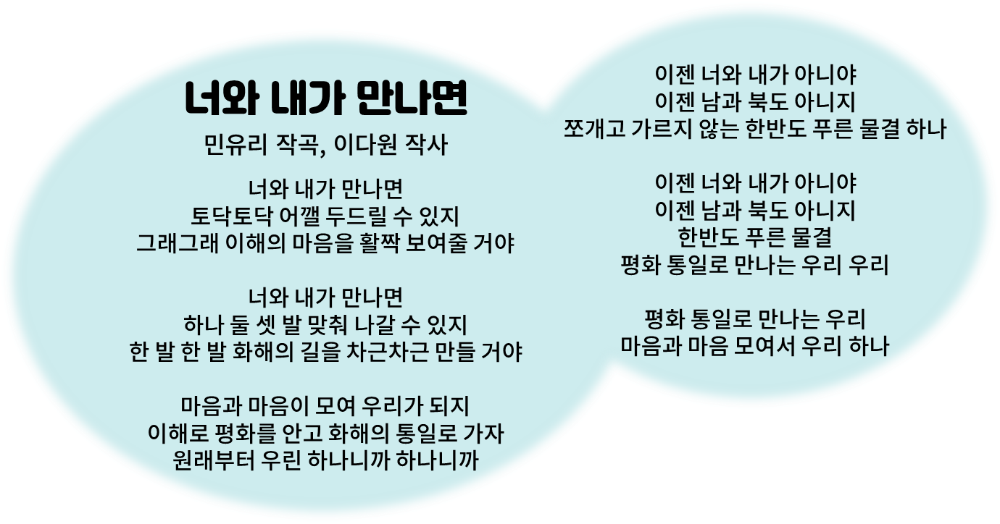 너와 내가 만나면
민유리 작곡, 이다원 작사
너와 내가 만나면
토닥토닥 어깰 두드릴 수 있지
그래그래 이해의 마음을 활짝 보여줄 거야
너와 내가 만나면
하나 둘 셋 발 맞춰 나갈 수 있지
한 발 한 발 화해의 길을 차근차근 만들 거야
마음과 마음이 모여 우리가 되지
이해로 평화를 안고 화해의 통일로 가자
원래부터 우린 하나니까 하나니까
이젠 너와 내가 아니야
이젠 남과 북도 아니지
쪼개고 가르지 않는 한반도 푸른 물결 하나
이젠 너와 내가 아니야
이젠 남과 북도 아니지
한반도 푸른 물결
평화 통일로 만나는 우리 우리
평화 통일로 만나는 우리
마음과 마음 모여서 우리 하나